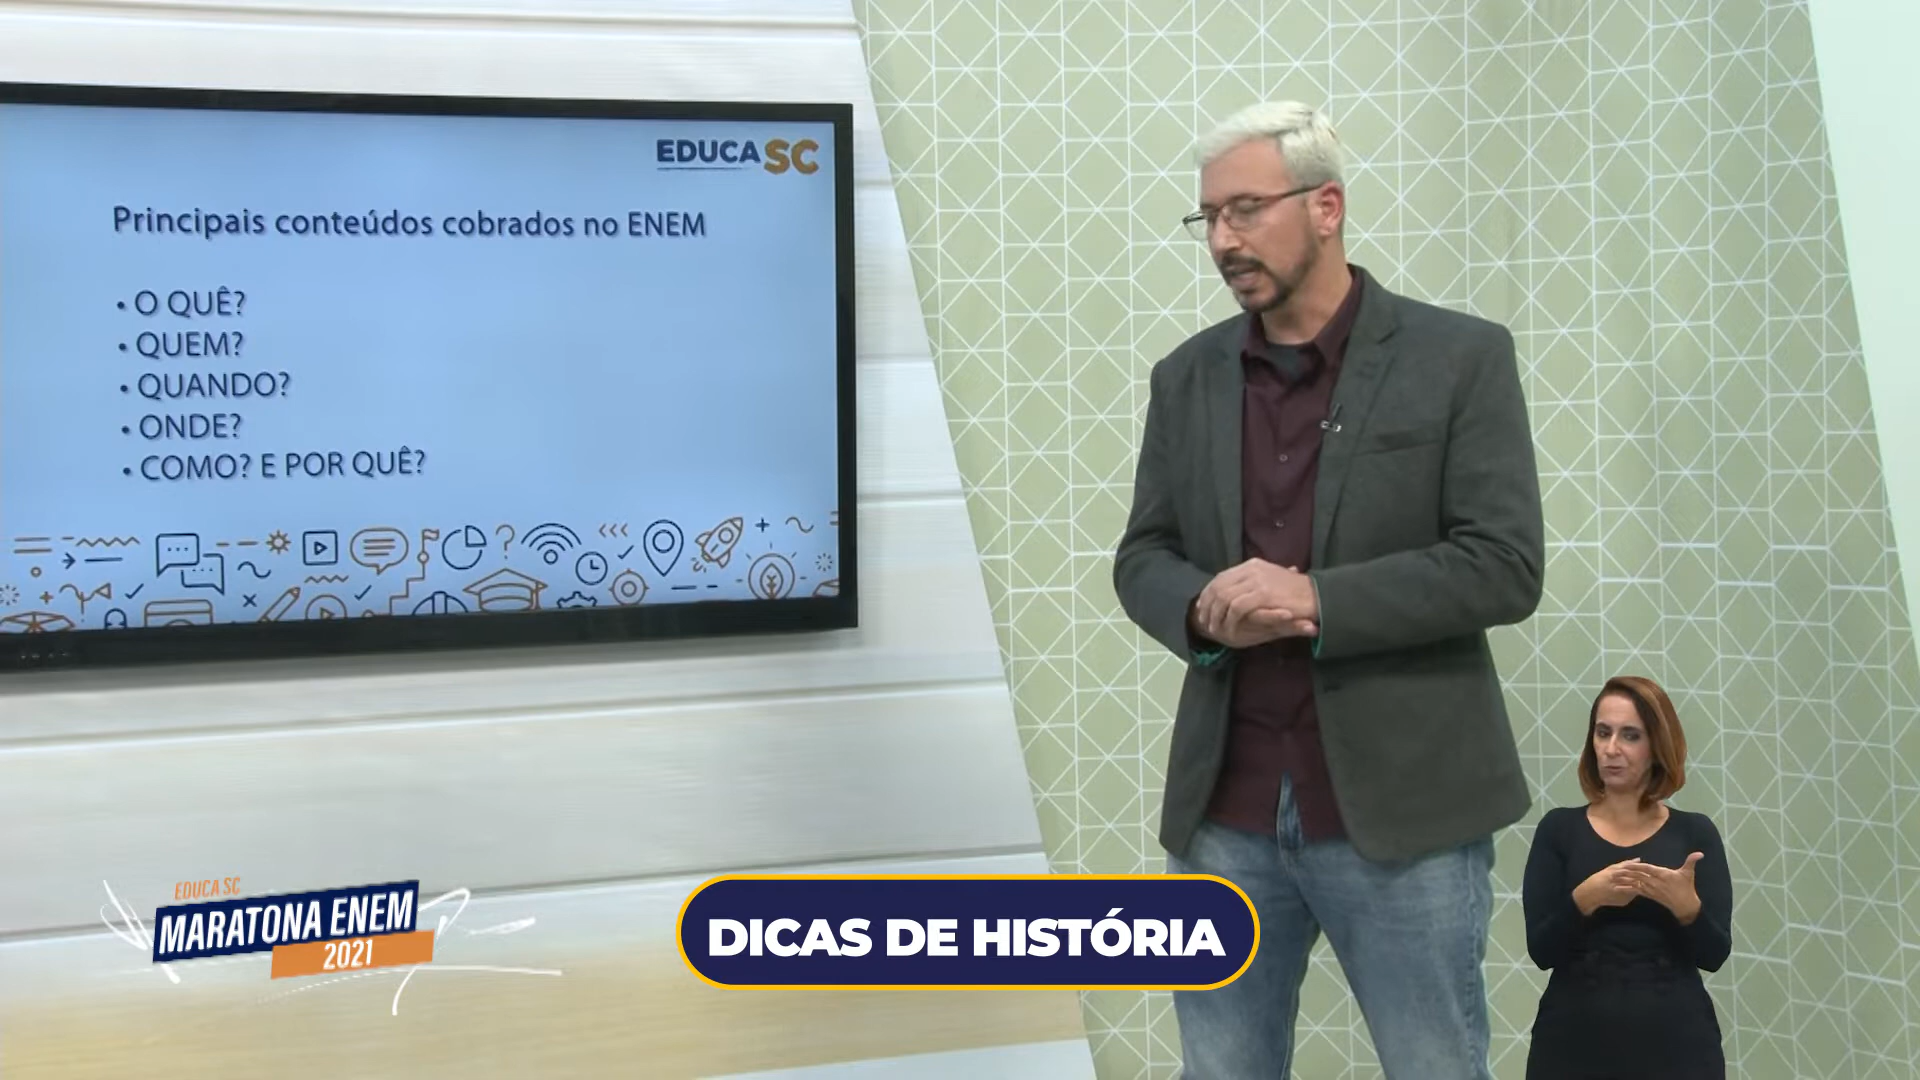 EDUCA SC
Principais conteúdos cobrados no ENEM
• O QUÊ?
• QUEM?
• QUANDO?
• ONDE?
• COMO? E POR QUÊ?
EDUCA SC
MARATONA ENEM
2021
DICAS DE HISTÓRIA